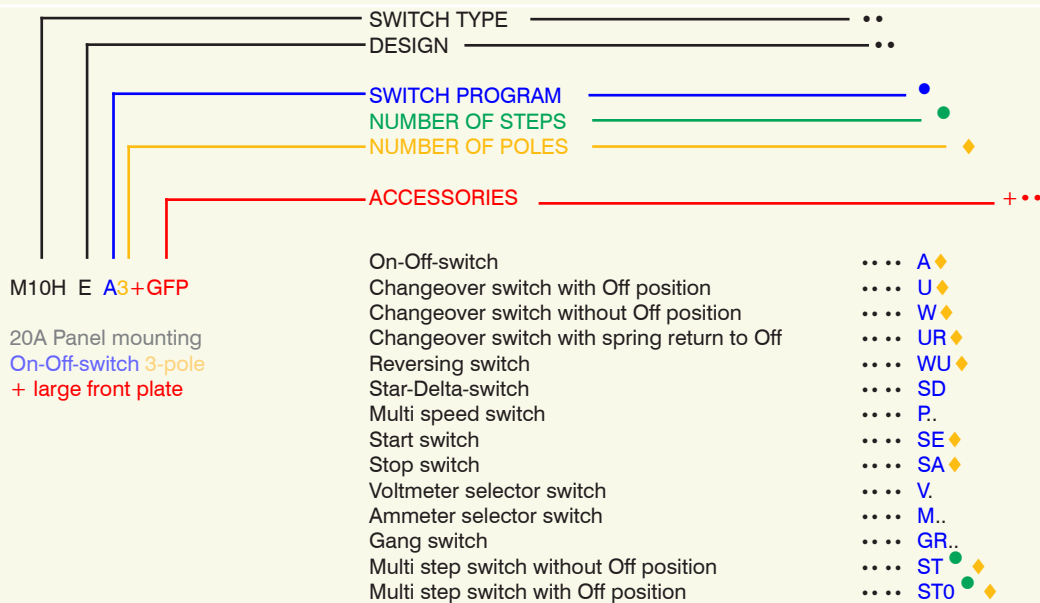 SWITCH TYPE ••
DESIGN ••
SWITCH PROGRAM ●
NUMBER OF STEPS ●
NUMBER OF POLES ♦
ACCESSORIES +••
M10H E A3+GFP
20A Panel mounting
On-Off-switch 3-pole
+ large front plate
On-Off-switch •• •• A♦
Changeover switch with Off position •• •• U♦
Changeover switch without Off position •• •• W♦
Changeover switch with spring return to Off •• •• UR♦
Reversing switch •• •• WU♦
Star-Delta-switch •• •• SD
Multi speed switch •• •• P..
Start switch •• •• SE♦
Stop switch •• •• SA♦
Voltmeter selector switch •• •• V.
Ammeter selector switch •• •• M..
Gang switch •• •• GR..
Multi step switch without Off position •• •• ST ● ♦
Multi step switch with Off position •• •• ST0 ● ♦